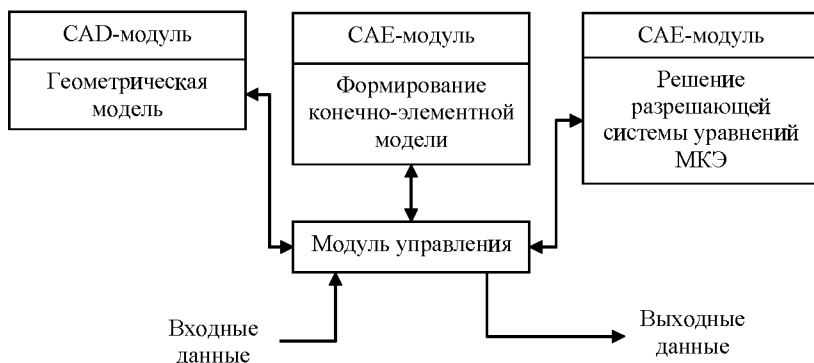 CAD-модуль
Геометрическая
модель
CAE-модуль
Формирование
конечно-элементной
модели
CAE-модуль
Решение
разрешающей
системы уравнений
МКЭ
Модуль управления
Входные
данные
Выходные
данные